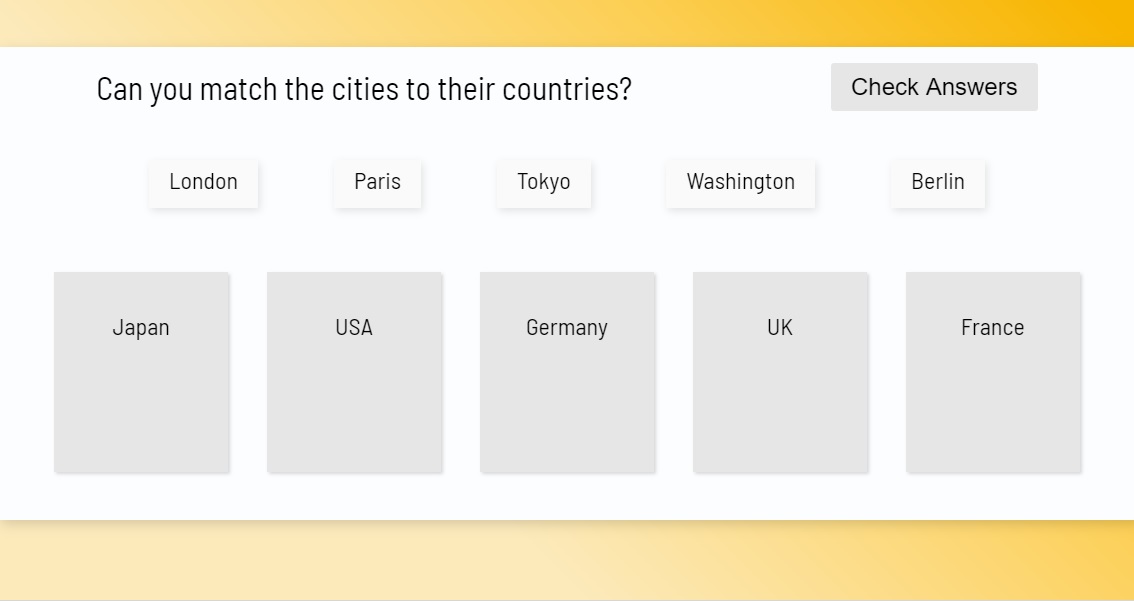 Can you match the cities to their countries?
Check Answers
London Paris Tokyo Washington Berlin
Japan USA Germany UK France